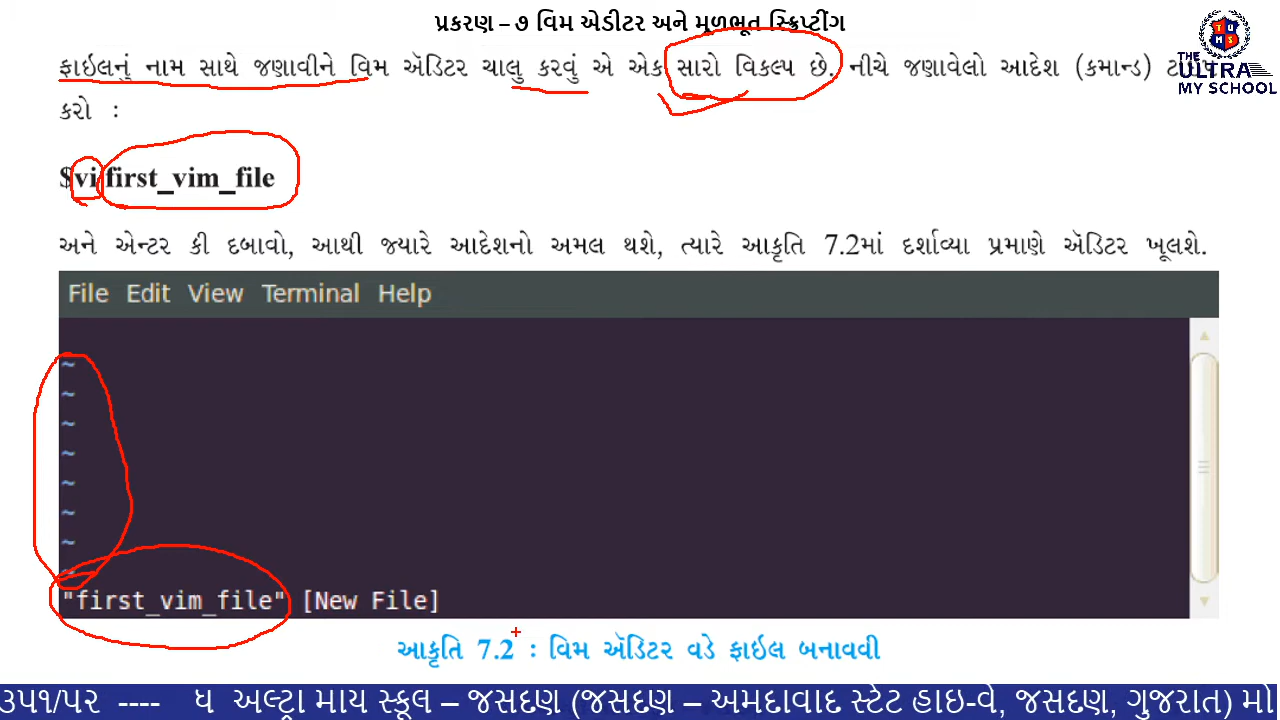 પ્રકરણ – ૭ વિમ એડીટર અને મૂળભૂત સ્ક્રિપ્ટીંગ
THE ULTRA MY SCHOOL
ફાઇલનું નામ સાથે જણાવીને વિમ ઍડિટર ચાલુ કરવું એ એક સારો વિકલ્પ છે. નીચે જણાવેલો આદેશ (કમાન્ડ)
કરો :
$vi first_vim_file
અને એન્ટર કી દબાવો, આથી જ્યારે આદેશનો અમલ થશે, ત્યારે આકૃતિ 7.2માં દર્શાવ્યા પ્રમાણે ઍડિટર ખૂલશે.
File Edit View Terminal Help
~
~
~
~
~
~
~
~
"first_vim_file" [New File]
આકૃતિ 7.2 : વિમ ઍડિટર વડે ફાઇલ બનાવવી
૩૫૧/૫૨ ---- ધ અલ્ટ્રા માય સ્કૂલ – જસદણ (જસદણ – અમદાવાદ સ્ટેટ હાઇ-વે, જસદણ, ગુજરાત) મો